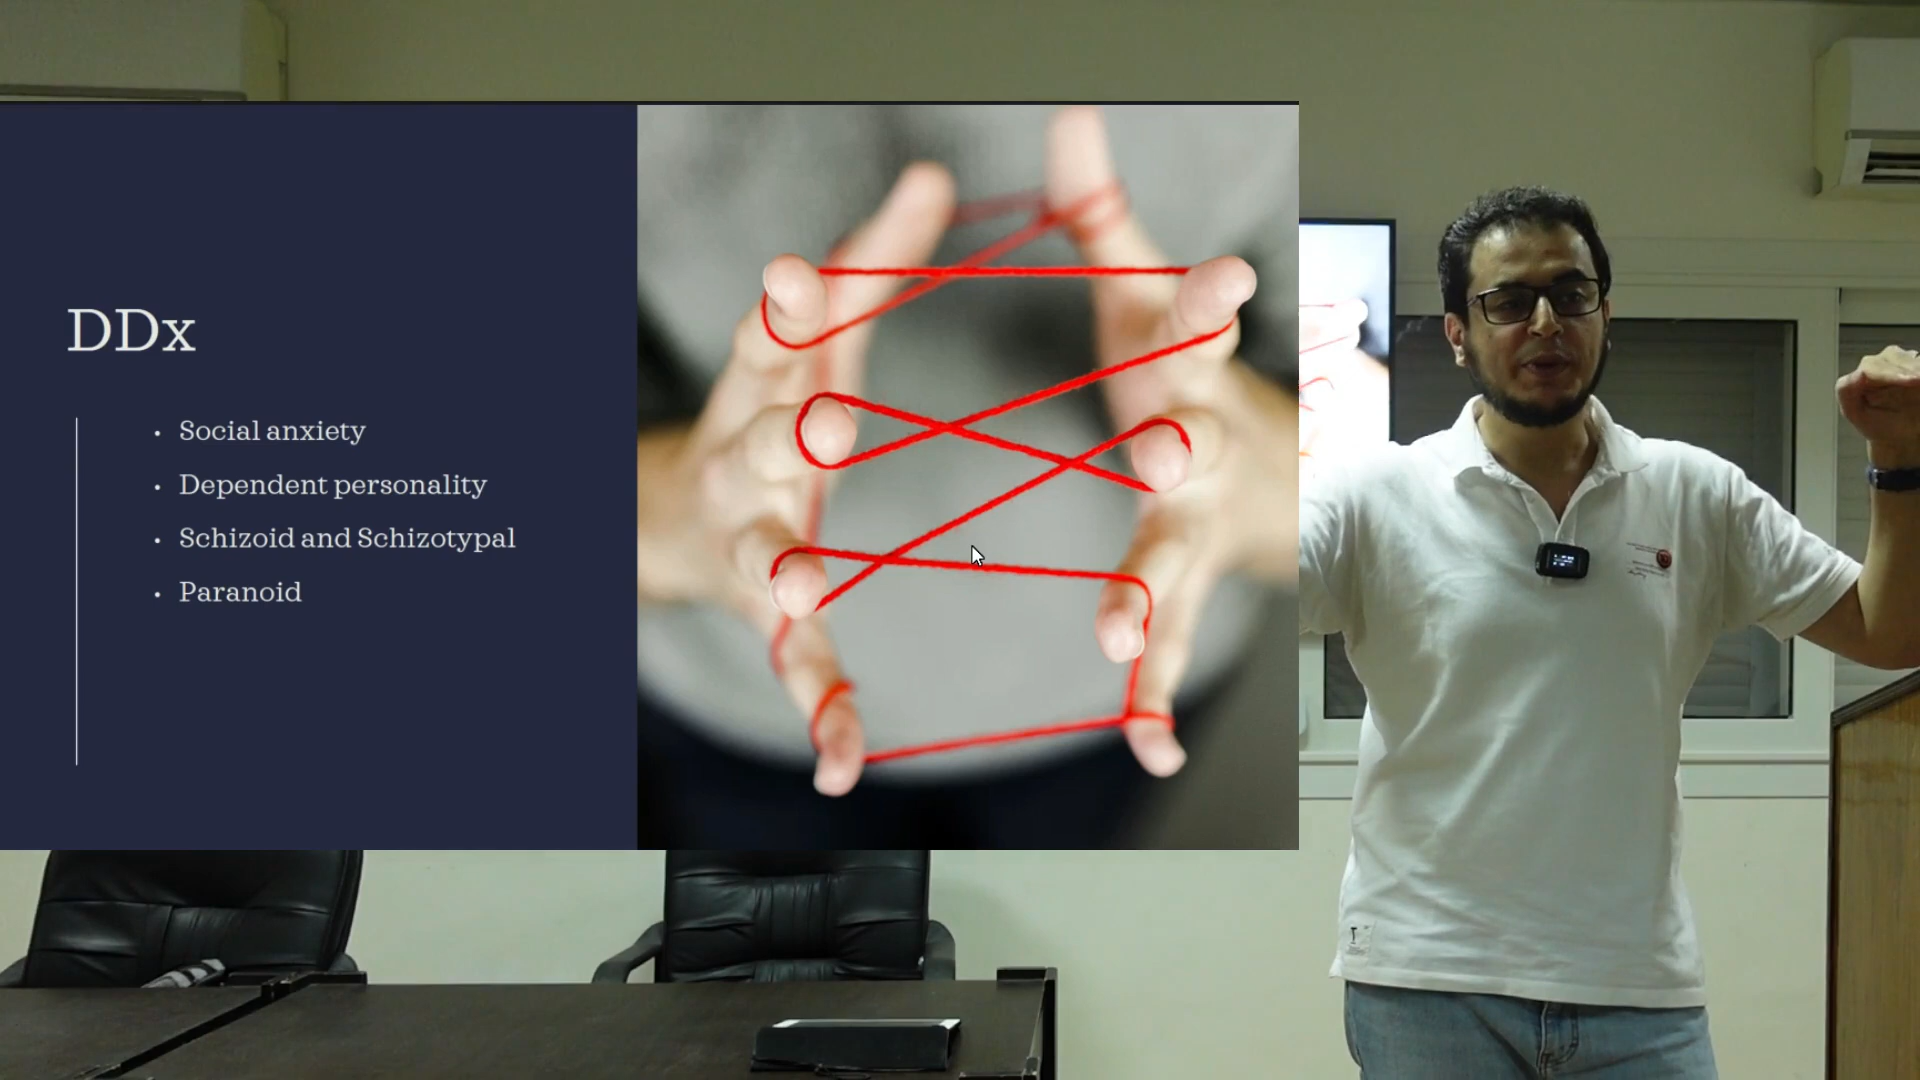 DDx
• Social anxiety
• Dependent personality
• Schizoid and Schizotypal
• Paranoid